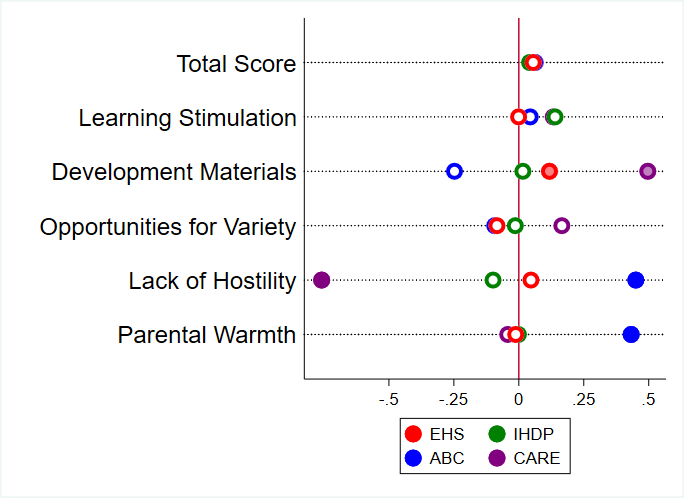 Total Score
Learning Stimulation
Development Materials
Opportunities for Variety
Lack of Hostility
Parental Warmth
-.5 -.25 0 .25 .5
EHS IHDP
ABC CARE